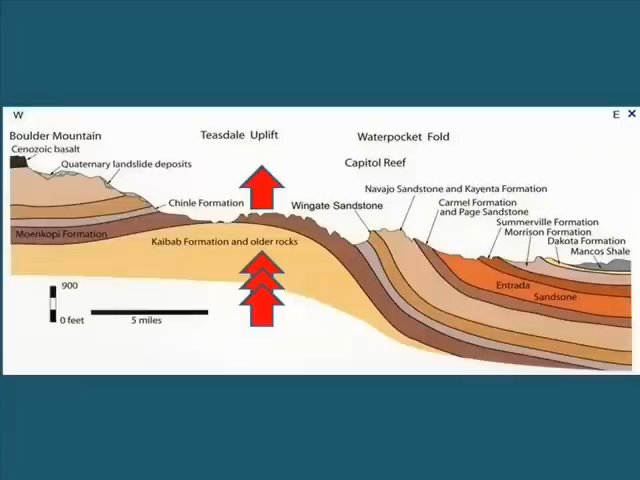 W
E
Boulder Mountain
Cenozoic basalt
Quaternary landslide deposits
Teasdale Uplift
Waterpocket Fold
Capitol Reef
Navajo Sandstone and Kayenta Formation
Chinle Formation
Wingate Sandstone
Carmel Formation
and Page Sandstone
Summerville Formation
Morrison Formation
Dakota Formation
Mancos Shale
Moenkopi Formation
Kaibab Formation and older rocks
Entrada
Sandsone
900
0 feet
5 miles